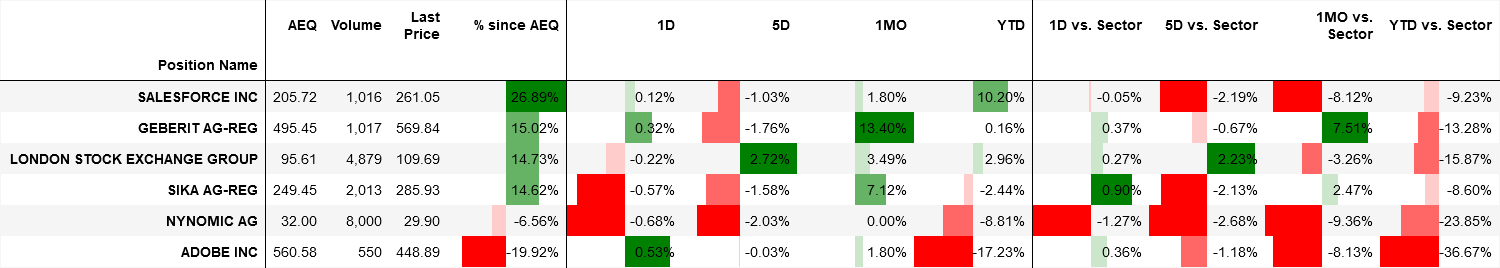 Position Name AEQ Volume Last Price % since AEQ 1D 5D 1MO YTD 1D vs. Sector 5D vs. Sector 1MO vs. Sector YTD vs. Sector
SALESFORCE INC 205.72 1,016 261.05 26.89% 0.12% -1.03% 1.80% 10.20% -0.05% -2.19% -8.12% -9.23%
GEBERIT AG-REG 495.45 1,017 569.84 15.02% 0.32% -1.76% 13.40% 0.16% 0.37% -0.67% 7.51% -13.28%
LONDON STOCK EXCHANGE GROUP 95.61 4,879 109.69 14.73% -0.22% 2.72% 3.49% 2.96% 0.27% 2.23% -3.26% -15.87%
SIKA AG-REG 249.45 2,013 285.93 14.62% -0.57% -1.58% 7.12% -2.44% 0.90% -2.13% 2.47% -8.60%
NYNOMIC AG 32.00 8,000 29.90 -6.56% -0.68% -2.03% 0.00% -8.81% -1.27% -2.68% -9.36% -23.85%
ADOBE INC 560.58 550 448.89 -19.92% 0.53% -0.03% 1.80% -17.23% 0.36% -1.18% -8.13% -36.67%